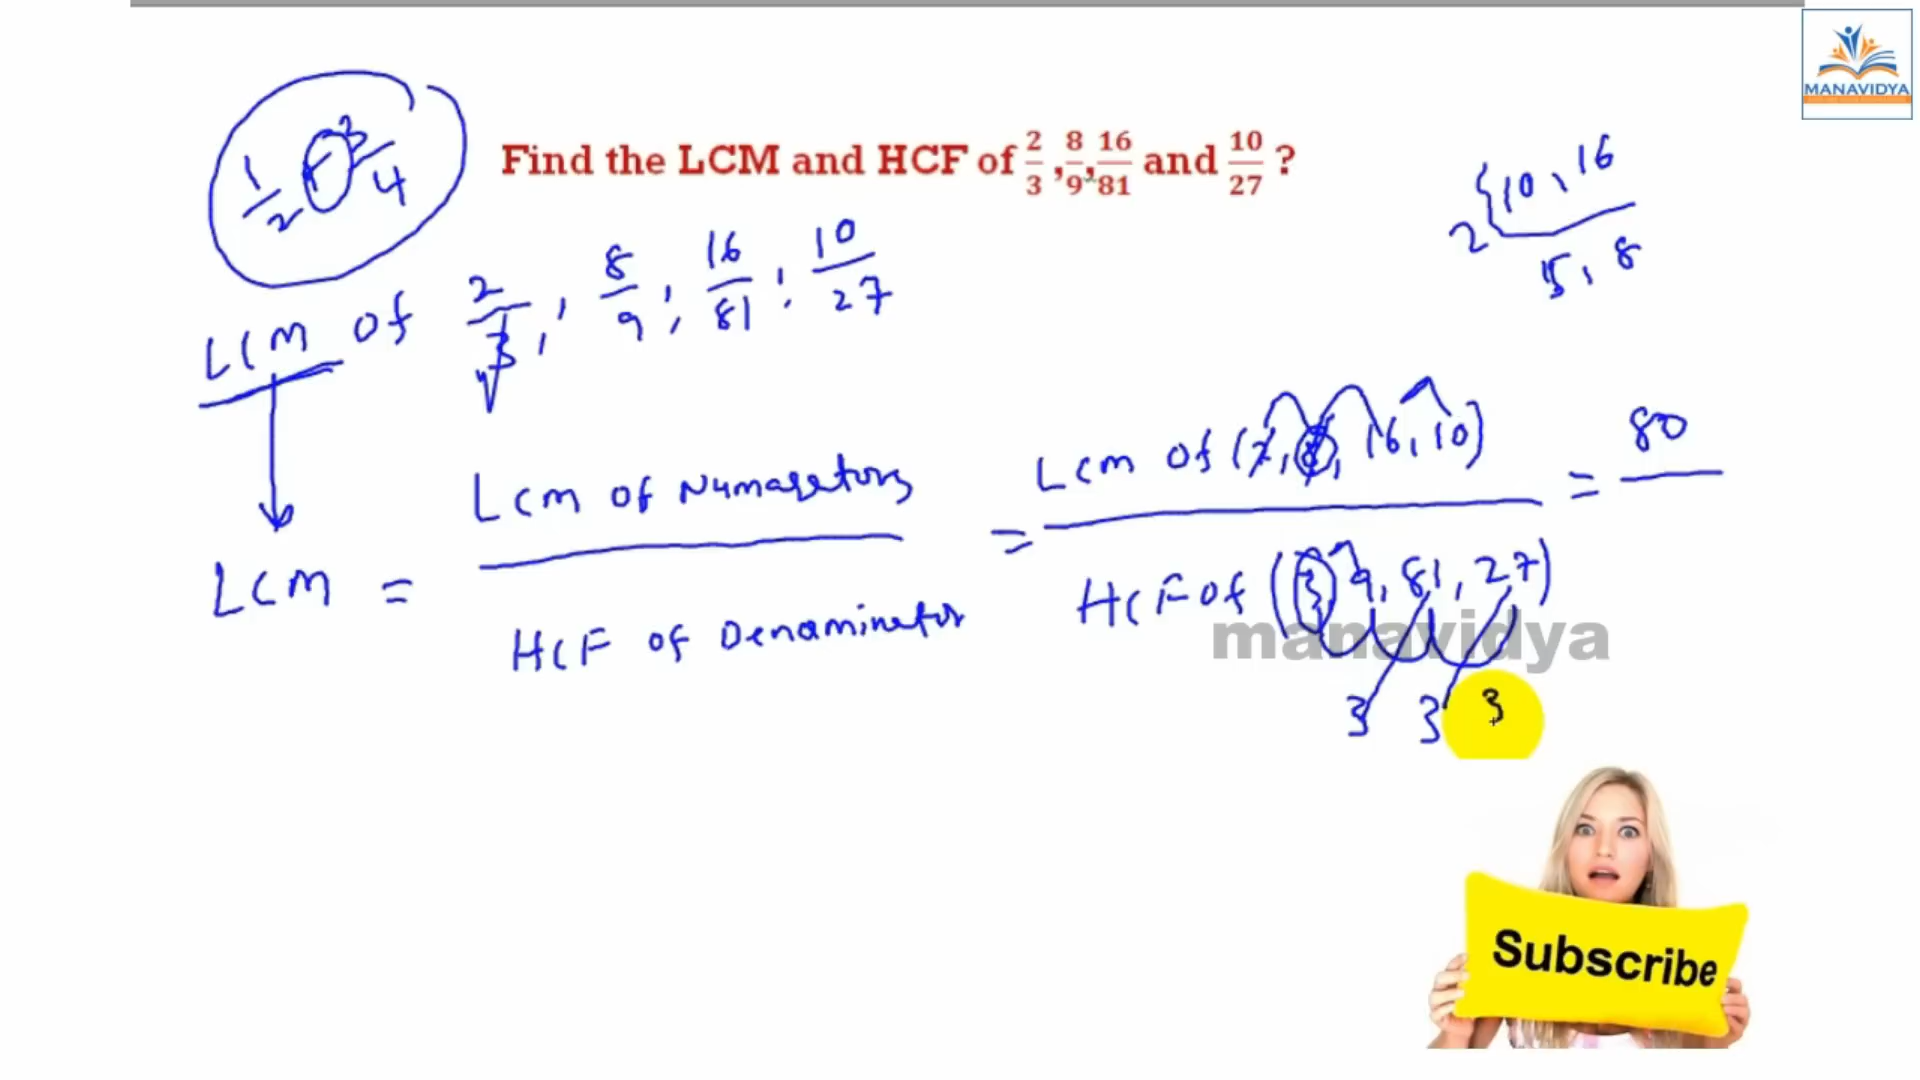 MANAVIDYA
Find the LCM and HCF of 2/3, 8/9, 16/81 and 10/27 ?
1/2 3/4
2 10, 16
5, 8
LCM of 2/3, 8/9, 16/81, 10/27
LCM = Lcm of Numaretors / HCF of Denaminator = Lcm of (2, 8, 16, 10) / HCF of (3, 9, 81, 27) = 80
manavidya
3 3 3
Subscribe